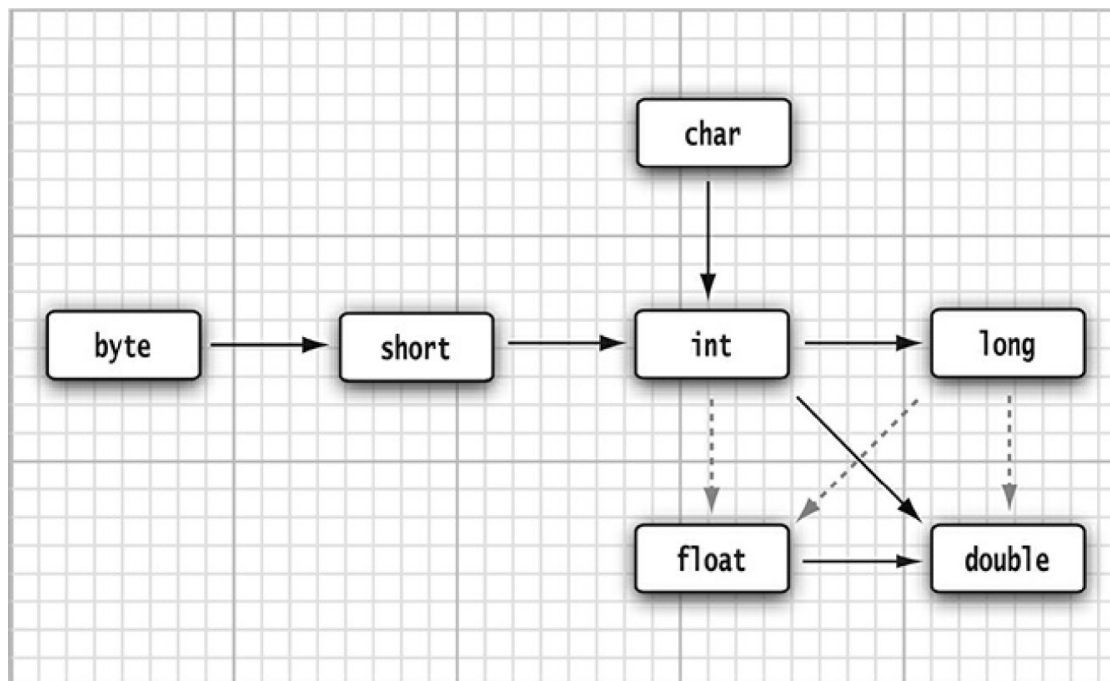 char
byte
short
int
long
float
double